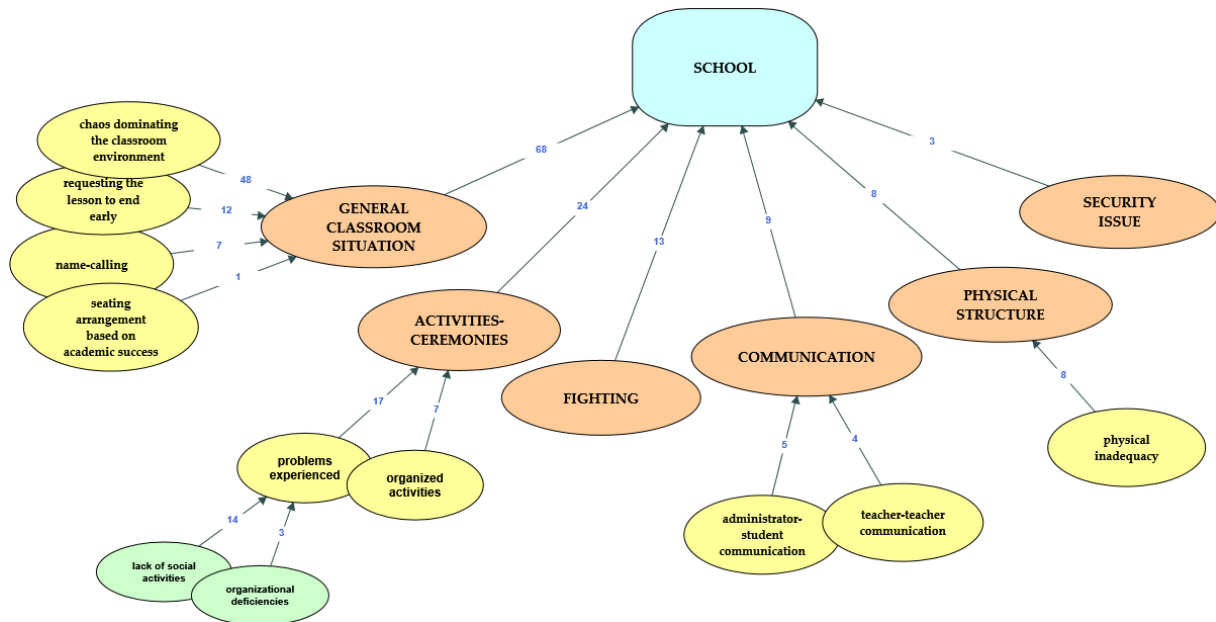 SCHOOL
3
68
8
24
9
13
chaos dominating
the classroom
environment
48
requesting the
lesson to end
early
12
name-calling
7
seating
arrangement
based on
academic success
1
GENERAL
CLASSROOM
SITUATION
SECURITY
ISSUE
ACTIVITIES-
CEREMONIES
FIGHTING
COMMUNICATION
PHYSICAL
STRUCTURE
17
7
5
4
8
problems
experienced
organized
activities
administrator-
student
communication
teacher-teacher
communication
physical
inadequacy
14
3
lack of social
activities
organizational
deficiencies